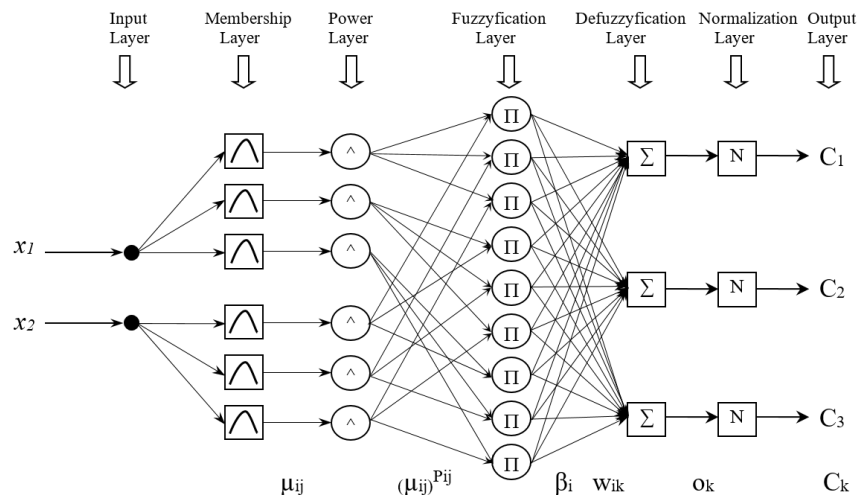 Input Layer
Membership Layer
Power Layer
Fuzzyfication Layer
Defuzzyfication Layer
Normalization Layer
Output Layer
Π
^
Π
Σ
N
C₁
^
Π
Π
x₁
^
Π
Π
Σ
N
C₂
x₂
^
Π
^
Π
^
Π
Σ
N
C₃
Π
μij
(μij)^Pij
βi
wik
ok
Ck